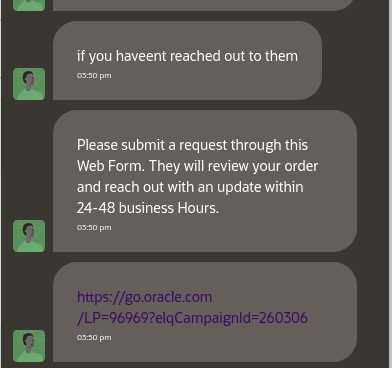 if you haveent reached out to them
03:50 pm
Please submit a request through this
Web Form. They will review your order
and reach out with an update within
24-48 business Hours.
03:50 pm
https://go.oracle.com
/LP=96969?elqCampaignId=260306
03:50 pm